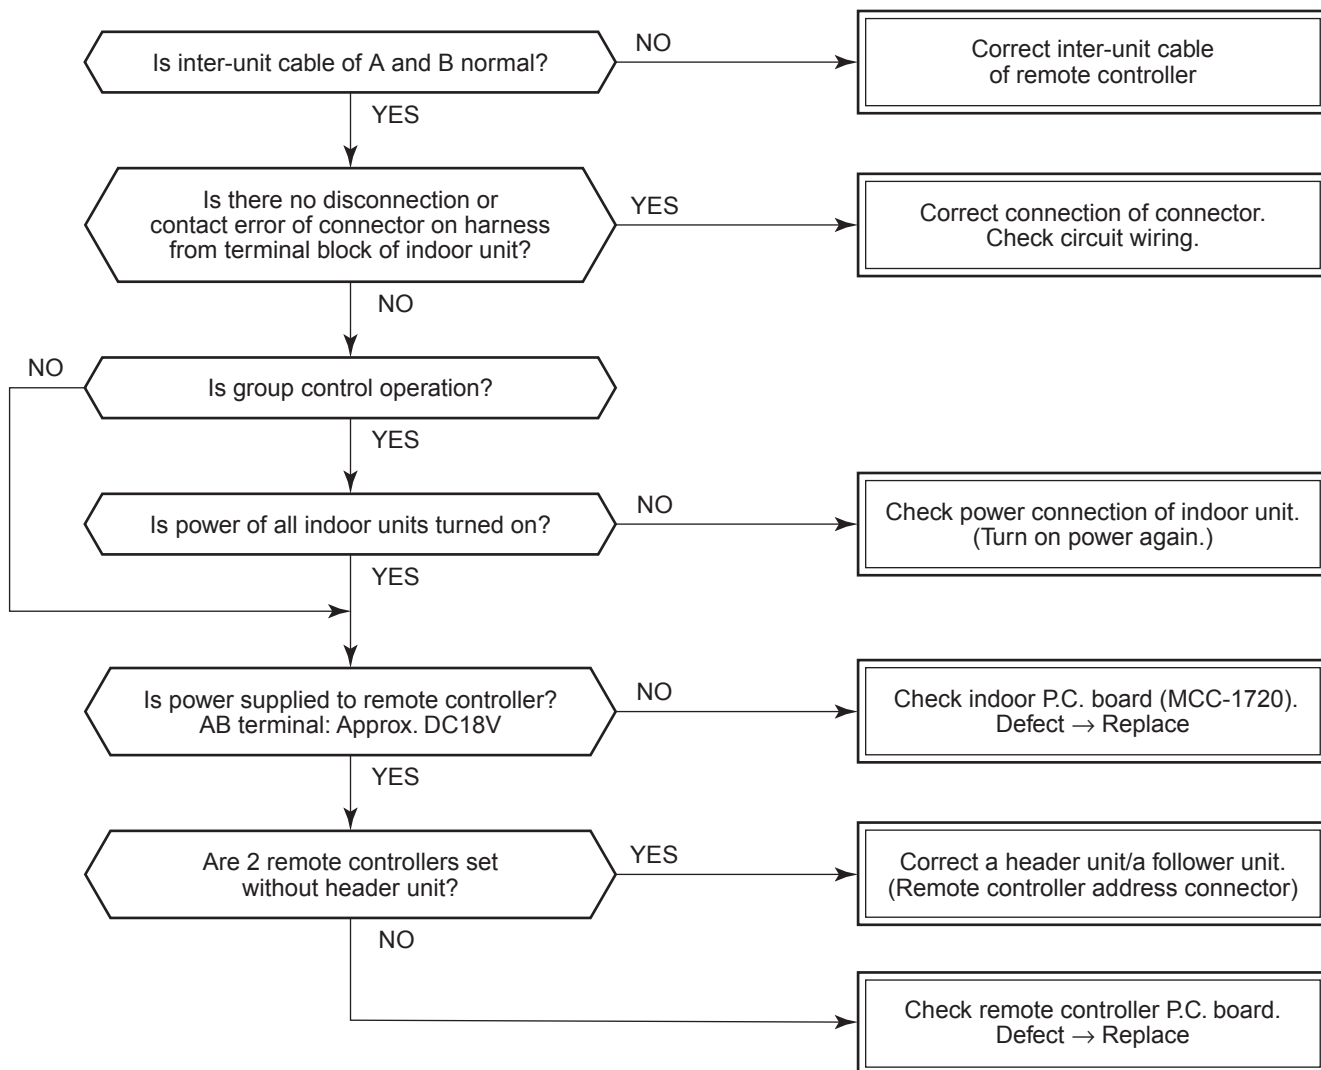 Is inter-unit cable of A and B normal?
NO
Correct inter-unit cable
of remote controller
YES
Is there no disconnection or
contact error of connector on harness
from terminal block of indoor unit?
YES
Correct connection of connector.
Check circuit wiring.
NO
NO
Is group control operation?
YES
Is power of all indoor units turned on?
NO
Check power connection of indoor unit.
(Turn on power again.)
YES
Is power supplied to remote controller?
AB terminal: Approx. DC18V
NO
Check indoor P.C. board (MCC-1720).
Defect → Replace
YES
Are 2 remote controllers set
without header unit?
YES
Correct a header unit/a follower unit.
(Remote controller address connector)
NO
Check remote controller P.C. board.
Defect → Replace